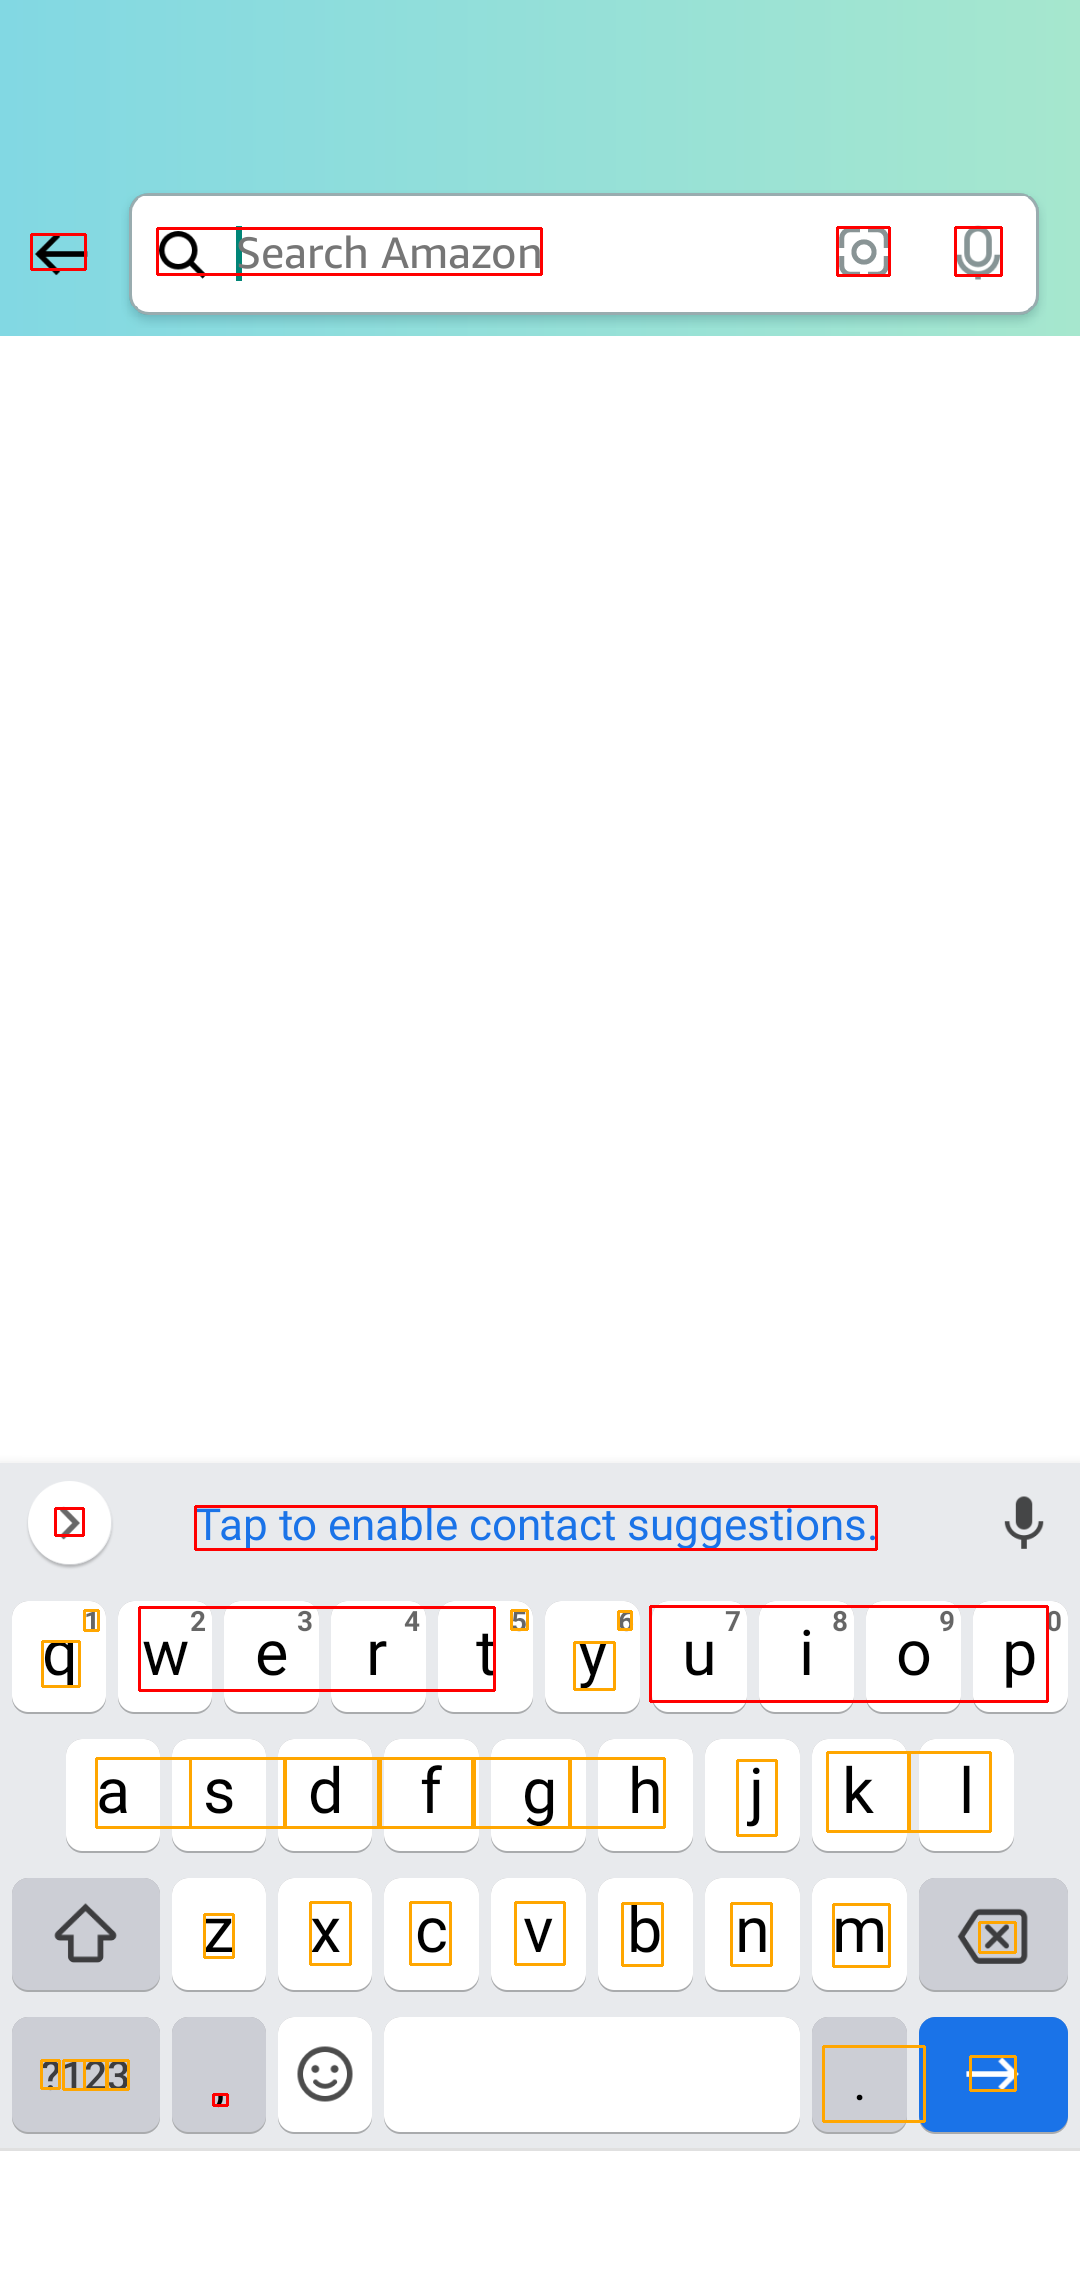 Search Amazon
Tap to enable contact suggestions.
1 2 3 4 5 6 7 8 9 0
q w e r t y u i o p
a s d f g h j k l
z x c v b n m
?123 , .